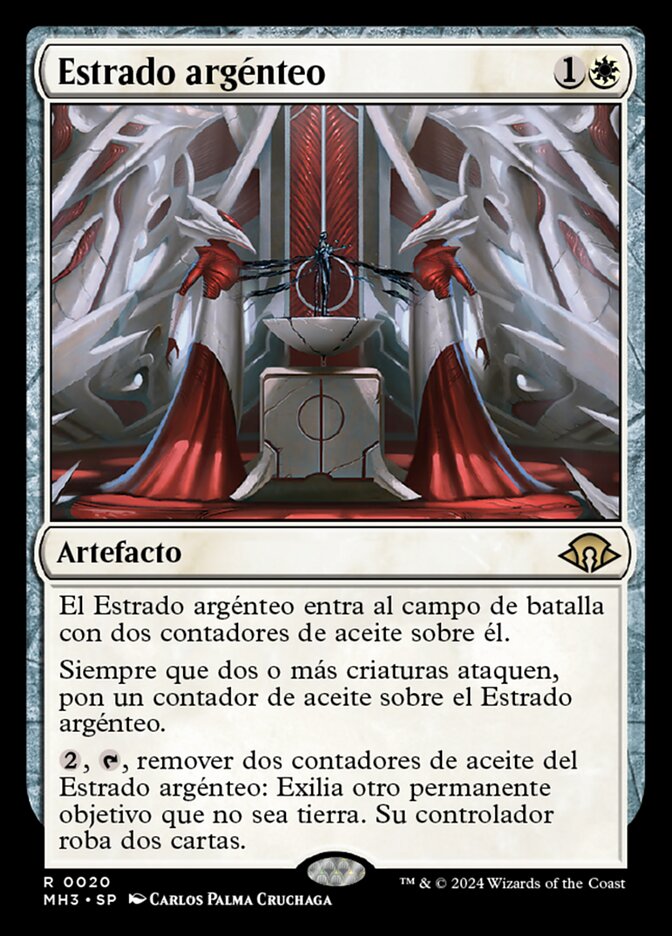 Estrado argénteo 1
Artefacto
El Estrado argénteo entra al campo de batalla
con dos contadores de aceite sobre él.
Siempre que dos o más criaturas ataquen,
pon un contador de aceite sobre el Estrado
argénteo.
2, , remover dos contadores de aceite del
Estrado argénteo: Exilia otro permanente
objetivo que no sea tierra. Su controlador
roba dos cartas.
R 0020
MH3 • SP Carlos Palma Cruchaga
™ & © 2024 Wizards of the Coast